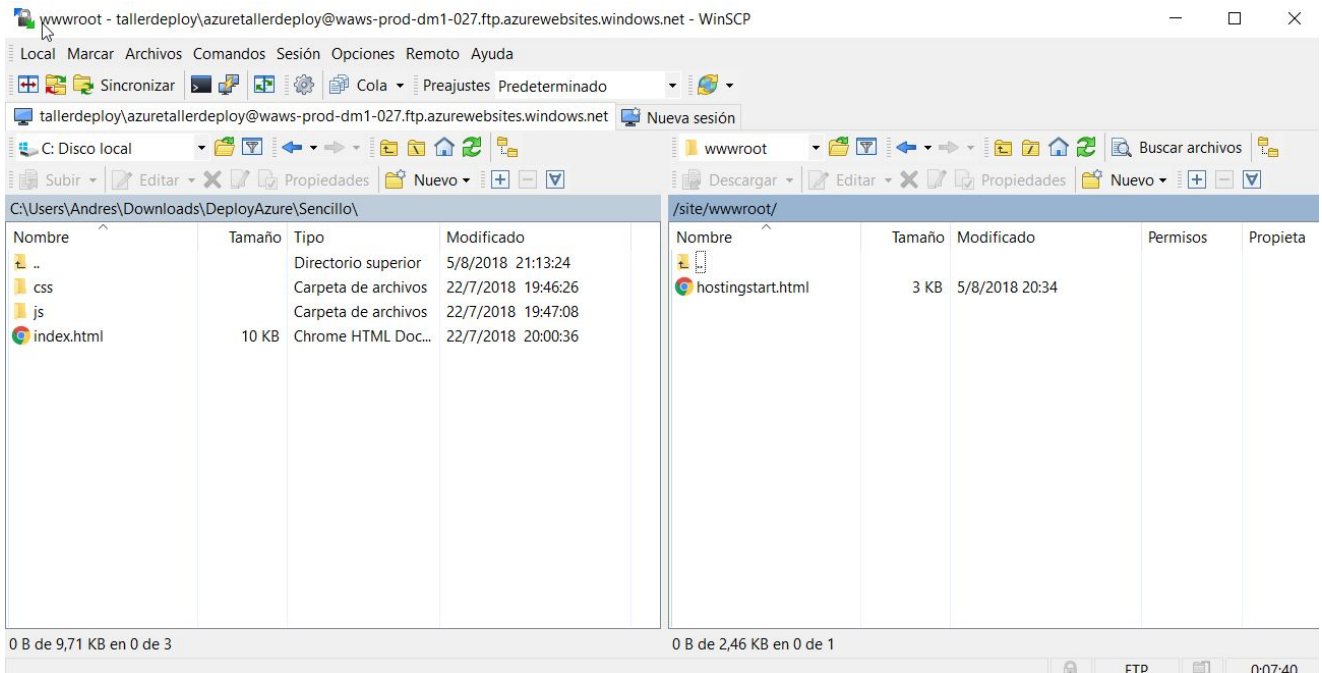 wwwroot - tallerdeploy\azuretallerdeploy@waws-prod-dm1-027.ftp.azurewebsites.windows.net - WinSCP
Local Marcar Archivos Comandos Sesión Opciones Remoto Ayuda
Sincronizar Cola Preajustes Predeterminado
tallerdeploy\azuretallerdeploy@waws-prod-dm1-027.ftp.azurewebsites.windows.net Nueva sesión
C: Disco local wwwroot Buscar archivos
Subir Editar Propiedades Nuevo Descargar Editar Propiedades Nuevo
C:\Users\Andres\Downloads\DeployAzure\Sencillo\ /site/wwwroot/
Nombre Tamaño Tipo Modificado Nombre Tamaño Modificado Permisos Propieta
.. Directorio superior 5/8/2018 21:13:24 ..
css Carpeta de archivos 22/7/2018 19:46:26 hostingstart.html 3 KB 5/8/2018 20:34
js Carpeta de archivos 22/7/2018 19:47:08
index.html 10 KB Chrome HTML Doc... 22/7/2018 20:00:36
0 B de 9,71 KB en 0 de 3 0 B de 2,46 KB en 0 de 1
FTP 0:07:40